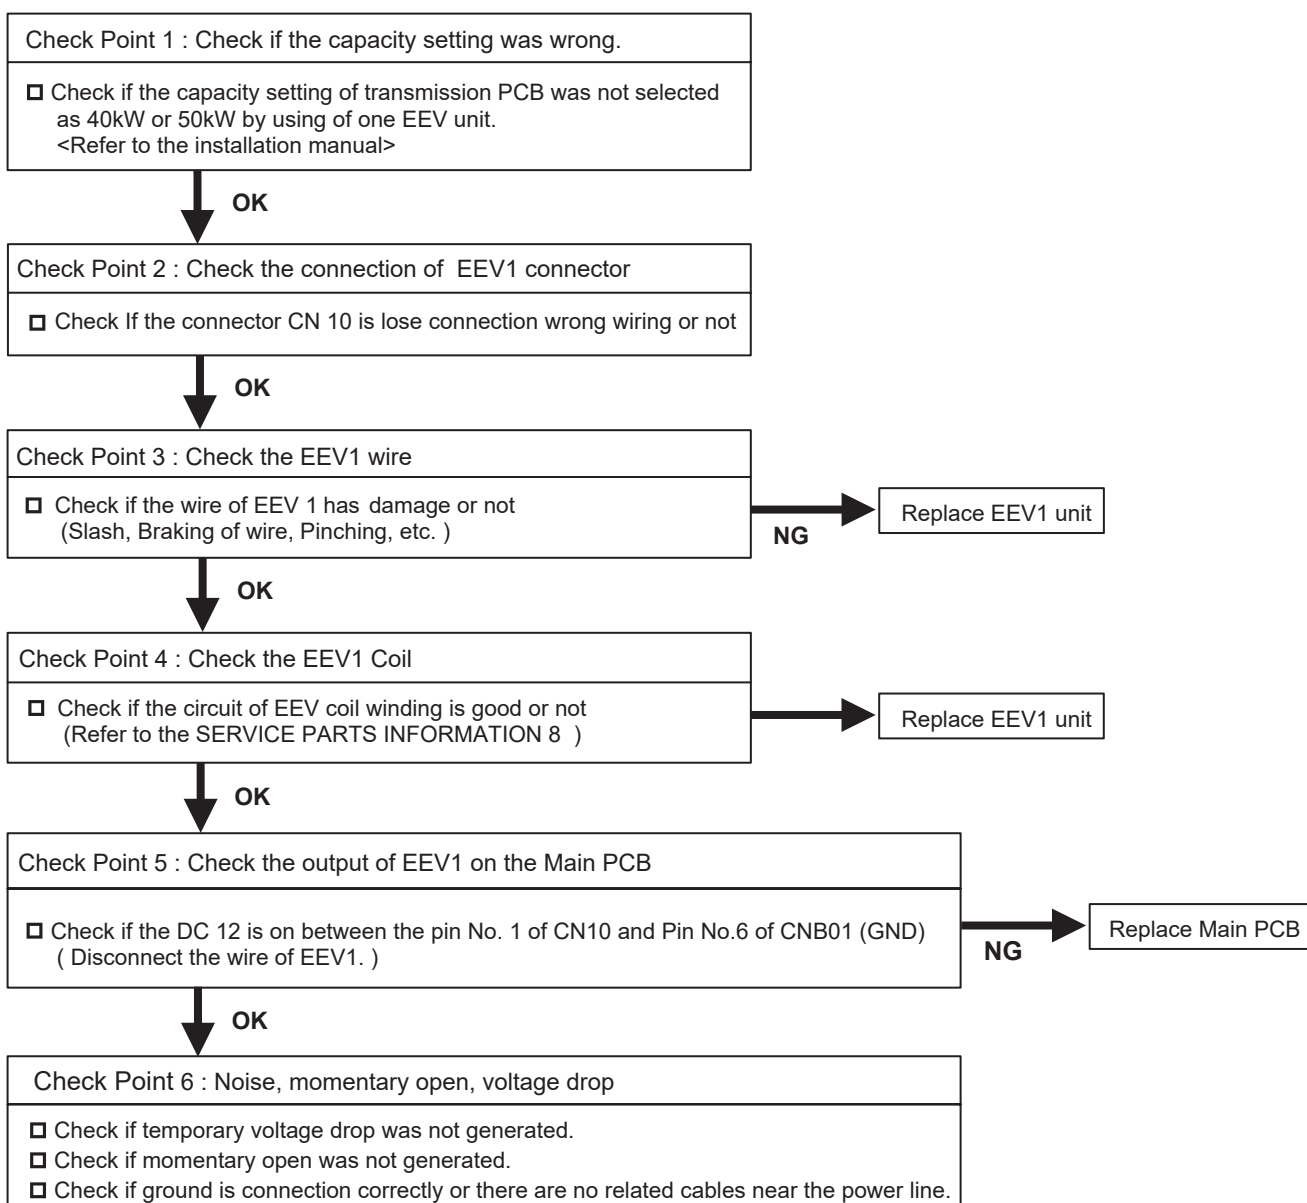 Check Point 1 : Check if the capacity setting was wrong.
Check if the capacity setting of transmission PCB was not selected
as 40kW or 50kW by using of one EEV unit.
<Refer to the installation manual>
OK
Check Point 2 : Check the connection of EEV1 connector
Check If the connector CN 10 is lose connection wrong wiring or not
OK
Check Point 3 : Check the EEV1 wire
Check if the wire of EEV 1 has damage or not
(Slash, Braking of wire, Pinching, etc. )
NG
Replace EEV1 unit
OK
Check Point 4 : Check the EEV1 Coil
Check if the circuit of EEV coil winding is good or not
(Refer to the SERVICE PARTS INFORMATION 8 )
Replace EEV1 unit
OK
Check Point 5 : Check the output of EEV1 on the Main PCB
Check if the DC 12 is on between the pin No. 1 of CN10 and Pin No.6 of CNB01 (GND)
( Disconnect the wire of EEV1. )
NG
Replace Main PCB
OK
Check Point 6 : Noise, momentary open, voltage drop
Check if temporary voltage drop was not generated.
Check if momentary open was not generated.
Check if ground is connection correctly or there are no related cables near the power line.